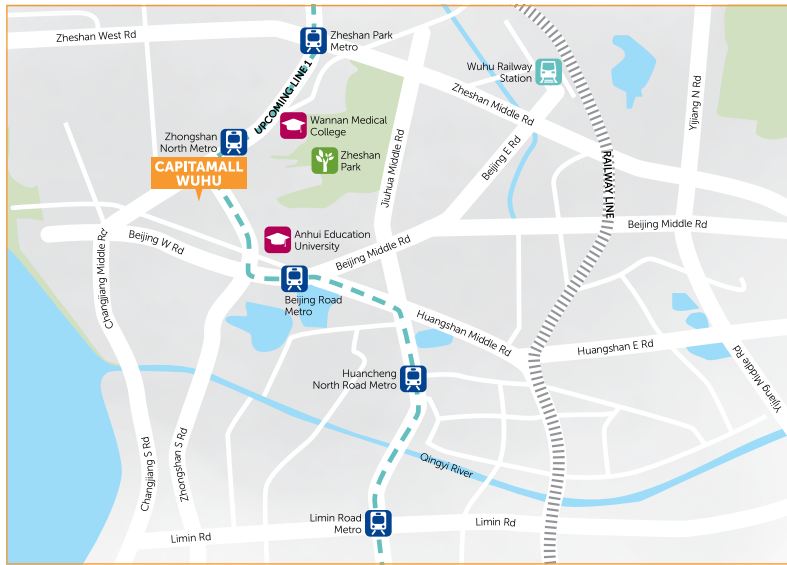 Zheshan West Rd
Zheshan Park
Metro
Wuhu Railway
Station
Yijiang N Rd
UPCOMING LINE 1
Zheshan Middle Rd
Wannan Medical
College
Zhongshan
North Metro
Zheshan
Park
Jiuhua Middle Rd
Beijing E Rd
RAILWAY LINE
CAPITAMALL
WUHU
Anhui Education
University
Beijing Middle Rd
Beijing W Rd
Beijing Middle Rd
Changjiang Middle Rd
Beijing Road
Metro
Huangshan Middle Rd
Huangshan E Rd
Yijiang Middle Rd
Huancheng
North Road Metro
Changjiang S Rd
Zhongshan S Rd
Qingyi River
Limin Road
Metro
Limin Rd
Limin Rd